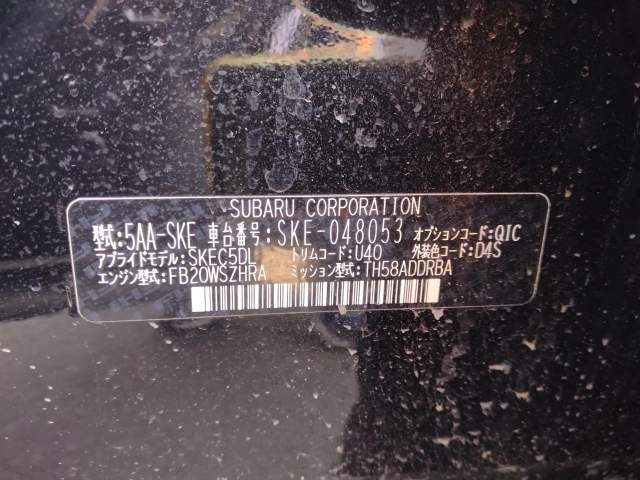 SUBARU CORPORATION
型式:5AA-SKE 車台番号:SKE-048053 オプションコード:QIC
アプライドモデル:SKEC5DL トリムコード:U40 外装色コード:D4S
エンジン型式:FB20WSZHRA ミッション型式:TH58ADDRBA